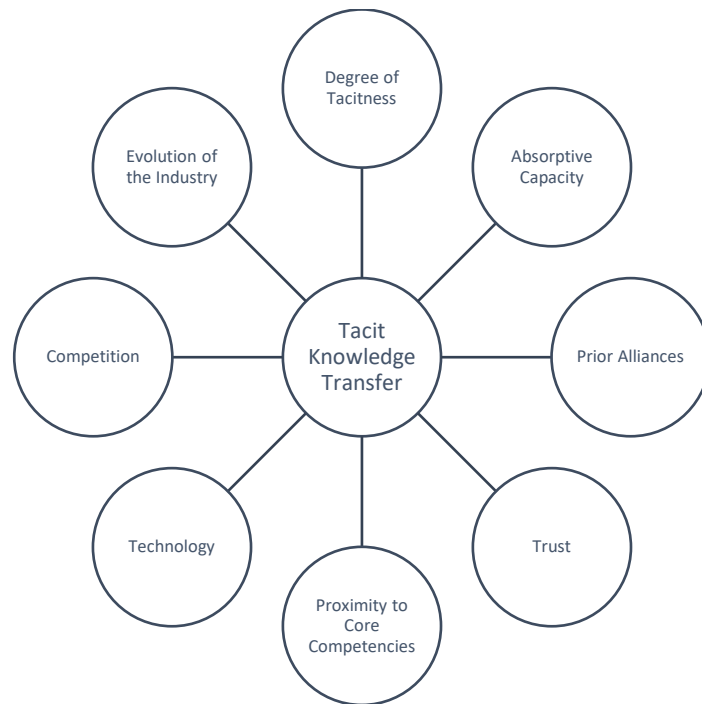 Degree of
Tacitness
Evolution of
the Industry
Absorptive
Capacity
Competition
Tacit
Knowledge
Transfer
Prior Alliances
Technology
Trust
Proximity to
Core
Competencies